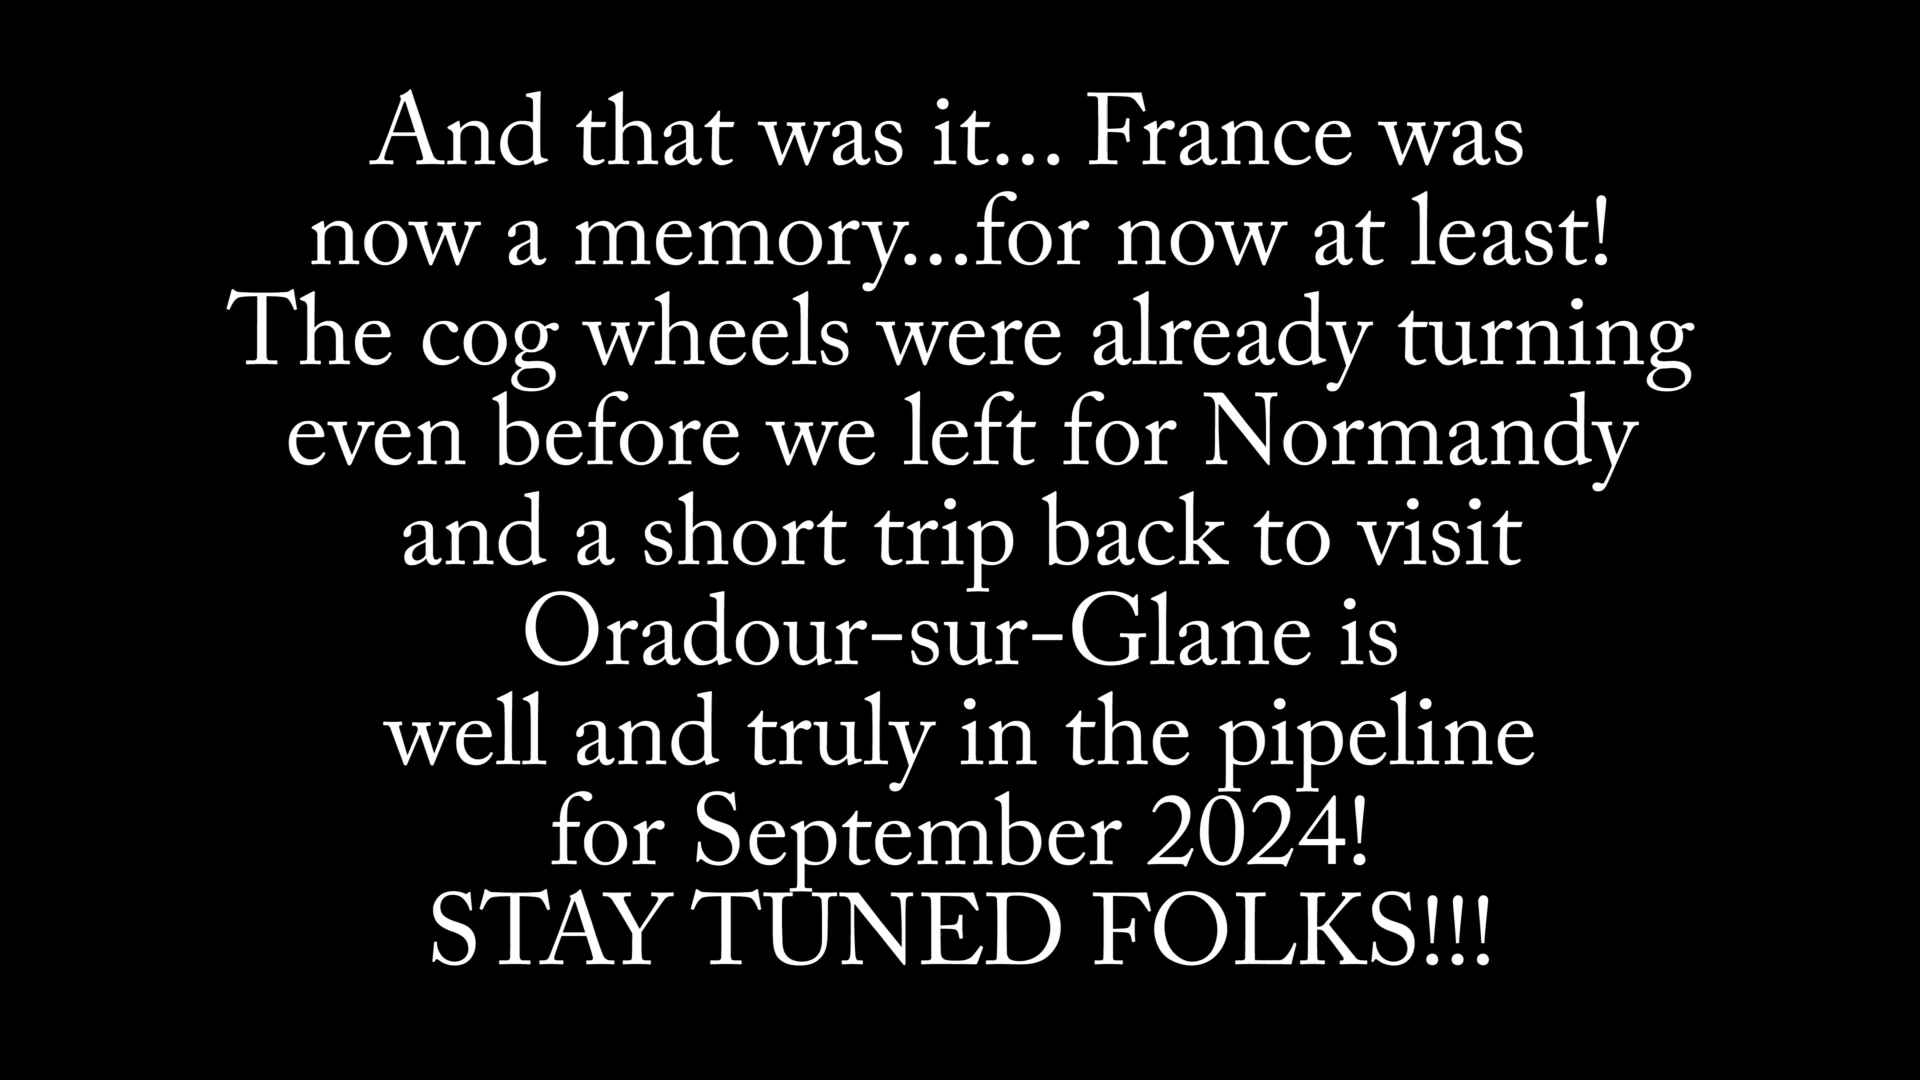 And that was it... France was
now a memory...for now at least!
The cog wheels were already turning
even before we left for Normandy
and a short trip back to visit
Oradour-sur-Glane is
well and truly in the pipeline
for September 2024!
STAY TUNED FOLKS!!!